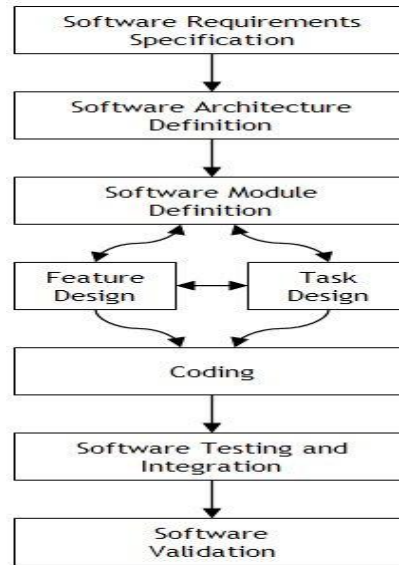 Software Requirements
Specification
Software Architecture
Definition
Software Module
Definition
Feature
Design
Task
Design
Coding
Software Testing and
Integration
Software
Validation